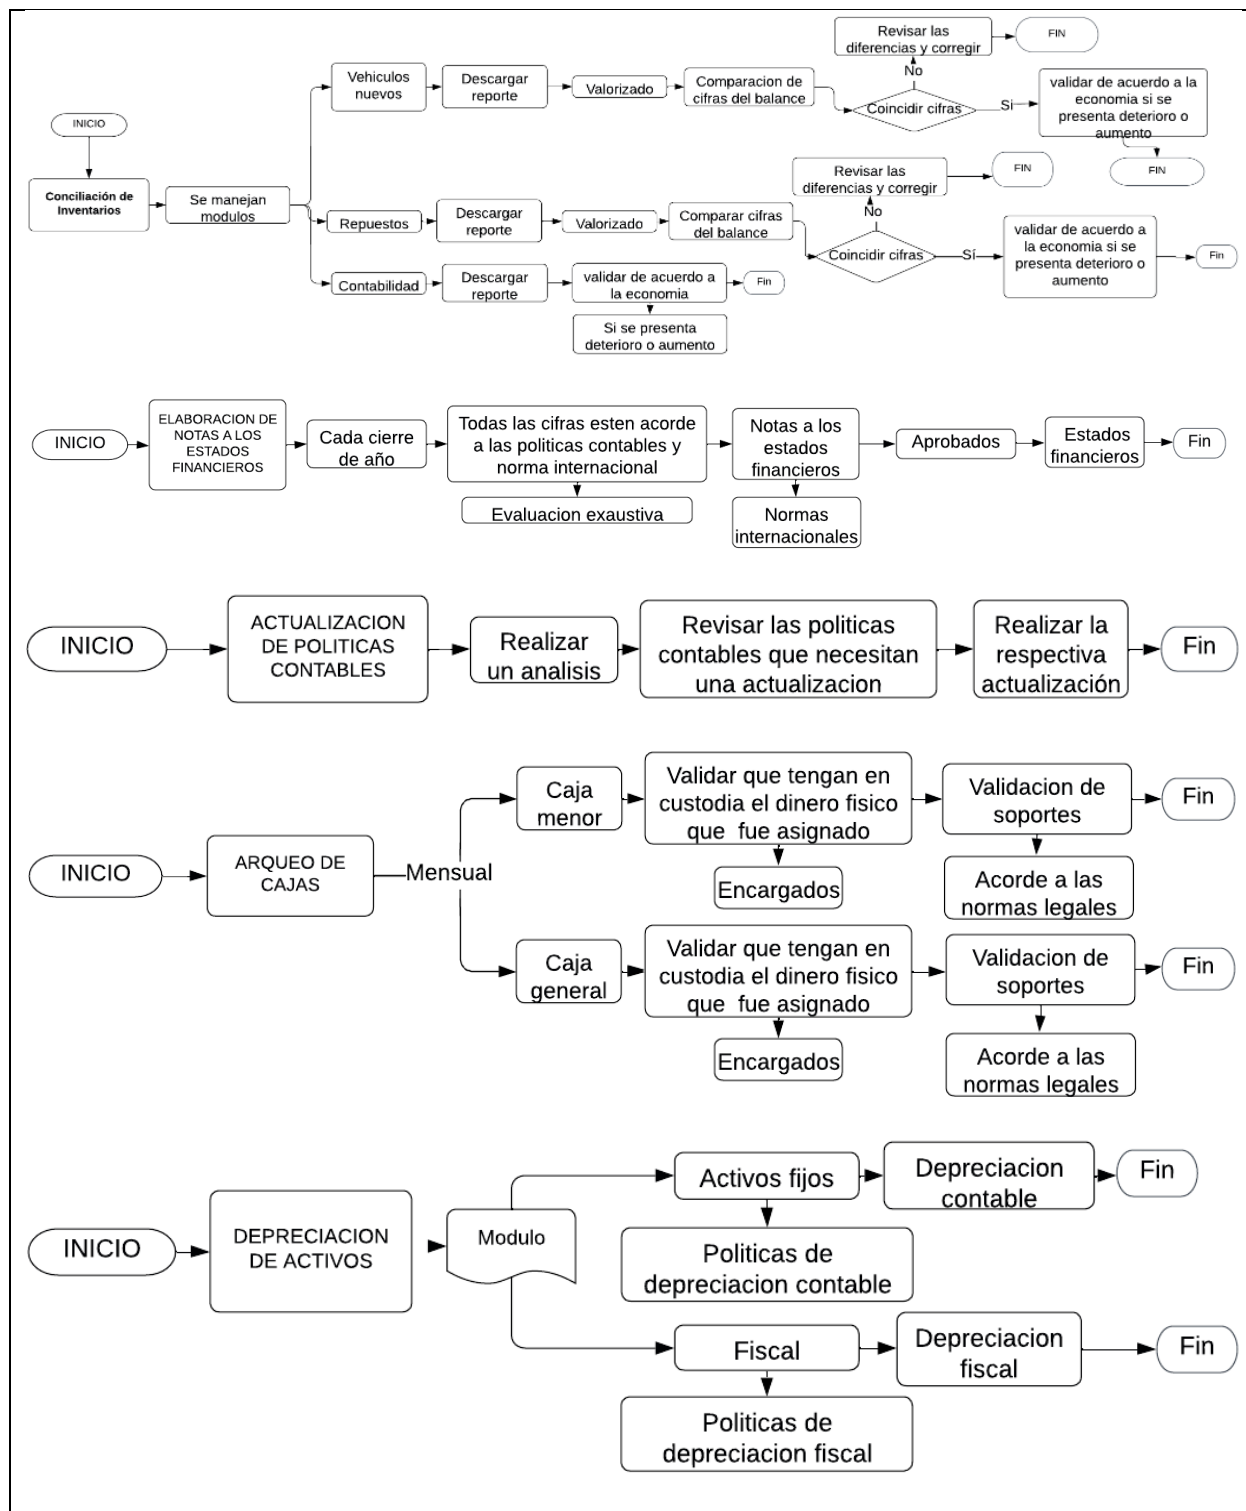 INICIO
Conciliación de
Inventarios
Se manejan
modulos
Vehiculos
nuevos
Descargar
reporte
Valorizado
Comparacion de
cifras del balance
Coincidir cifras
No
Revisar las
diferencias y corregir
FIN
Si
validar de acuerdo a la
economia si se
presenta deterioro o
aumento
FIN
Repuestos
Descargar
reporte
Valorizado
Comparar cifras
del balance
Coincidir cifras
No
Revisar las
diferencias y corregir
FIN
Sí
validar de acuerdo a
la economia si se
presenta deterioro o
aumento
Fin
Contabilidad
Descargar
reporte
validar de acuerdo a
la economia
Fin
Si se presenta
deterioro o aumento
INICIO
ELABORACION DE
NOTAS A LOS
ESTADOS
FINANCIEROS
Cada cierre
de año
Todas las cifras esten acorde
a las politicas contables y
norma internacional
Evaluacion exaustiva
Notas a los
estados
financieros
Normas
internacionales
Aprobados
Estados
financieros
Fin
INICIO
ACTUALIZACION
DE POLITICAS
CONTABLES
Realizar
un analisis
Revisar las politicas
contables que necesitan
una actualizacion
Realizar la
respectiva
actualización
Fin
INICIO
ARQUEO DE
CAJAS
Mensual
Caja
menor
Validar que tengan en
custodia el dinero fisico
que fue asignado
Encargados
Validacion de
soportes
Acorde a las
normas legales
Fin
Caja
general
Validar que tengan en
custodia el dinero fisico
que fue asignado
Encargados
Validacion de
soportes
Acorde a las
normas legales
Fin
INICIO
DEPRECIACION
DE ACTIVOS
Modulo
Activos fijos
Politicas de
depreciacion contable
Depreciacion
contable
Fin
Fiscal
Politicas de
depreciacion fiscal
Depreciacion
fiscal
Fin